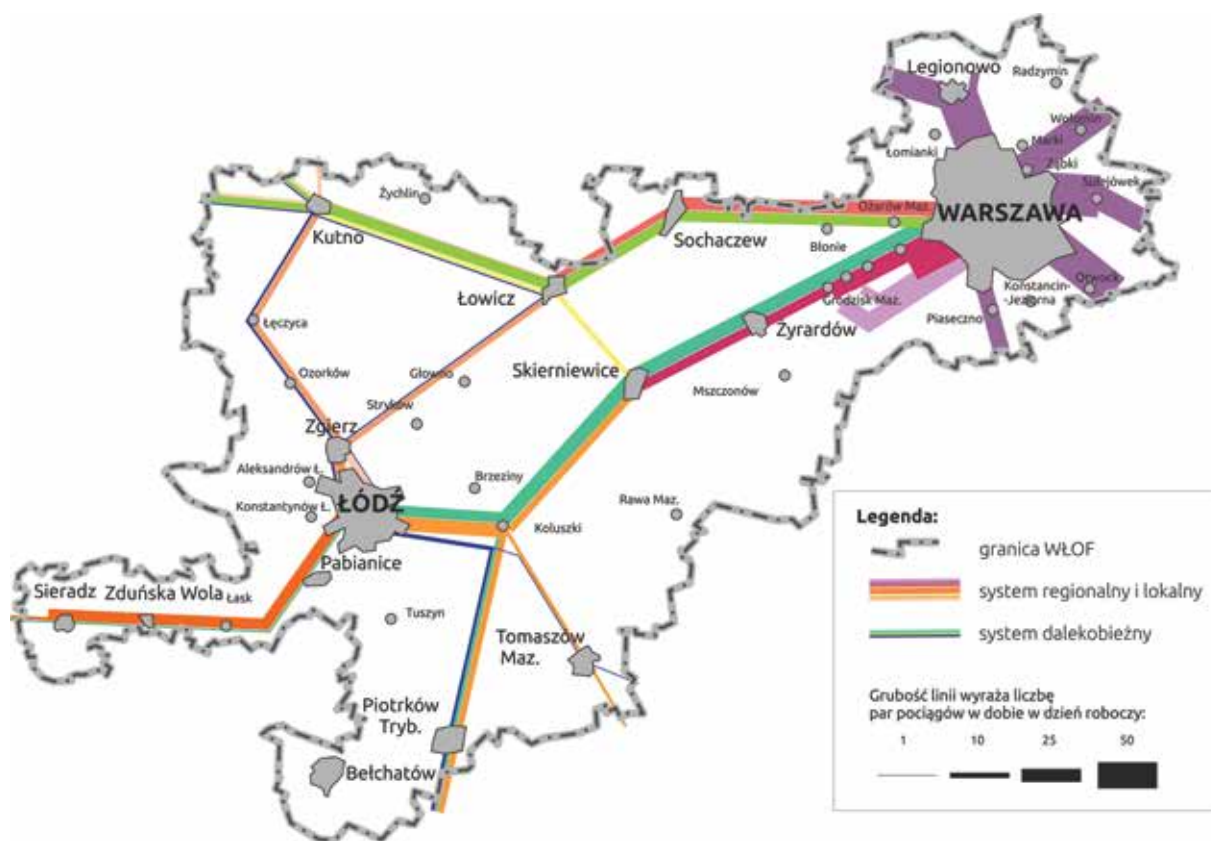 Legionowo
Radzymin
Wołomin
Łomianki
Marki
Ząbki
Sulejówek
Żychlin
Ożarów Maz.
WARSZAWA
Kutno
Sochaczew
Błonie
Otwock
Konstancin-
-Jeziorna
Łowicz
Grodzisk Maz.
Piaseczno
Łęczyca
Żyrardów
Skierniewice
Ozorków
Głowno
Mszczonów
Stryków
Zgierz
Aleksandrów Ł.
Brzeziny
Konstantynów Ł.
ŁÓDŹ
Rawa Maz.
Koluszki
Pabianice
Sieradz
Zduńska Wola
Łask
Tuszyn
Tomaszów
Maz.
Piotrków
Tryb.
Bełchatów
Legenda:
granica WŁOF
system regionalny i lokalny
system dalekobieżny
Grubość linii wyraża liczbę
par pociągów w dobie w dzień roboczy:
1 10 25 50